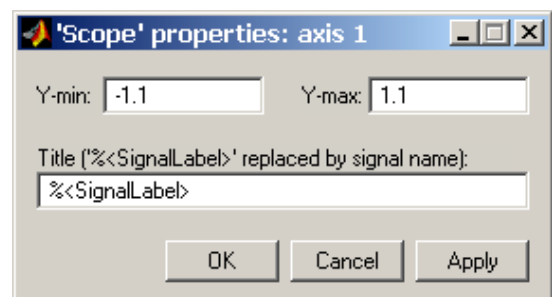 'Scope' properties: axis 1
Y-min: -1.1 Y-max: 1.1
Title ('%<SignalLabel>' replaced by signal name):
%<SignalLabel>
OK Cancel Apply